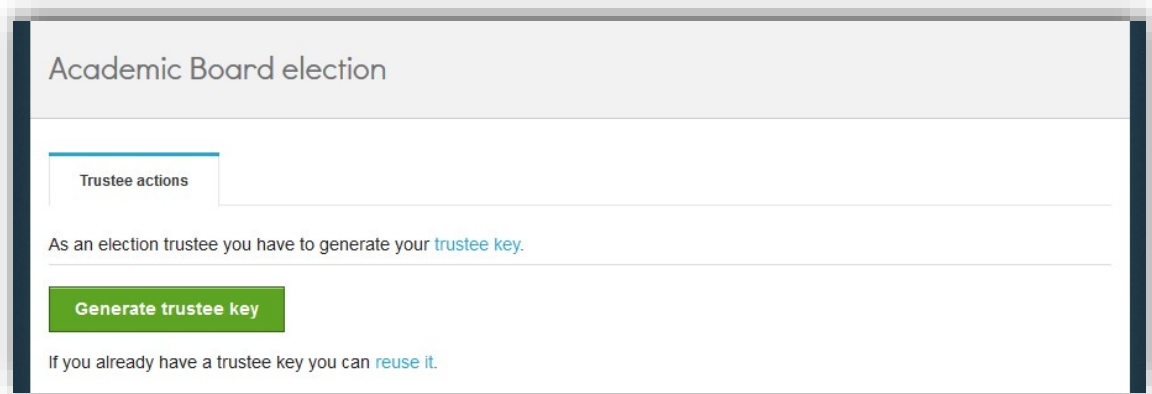 Academic Board election
Trustee actions
As an election trustee you have to generate your trustee key.
Generate trustee key
If you already have a trustee key you can reuse it.